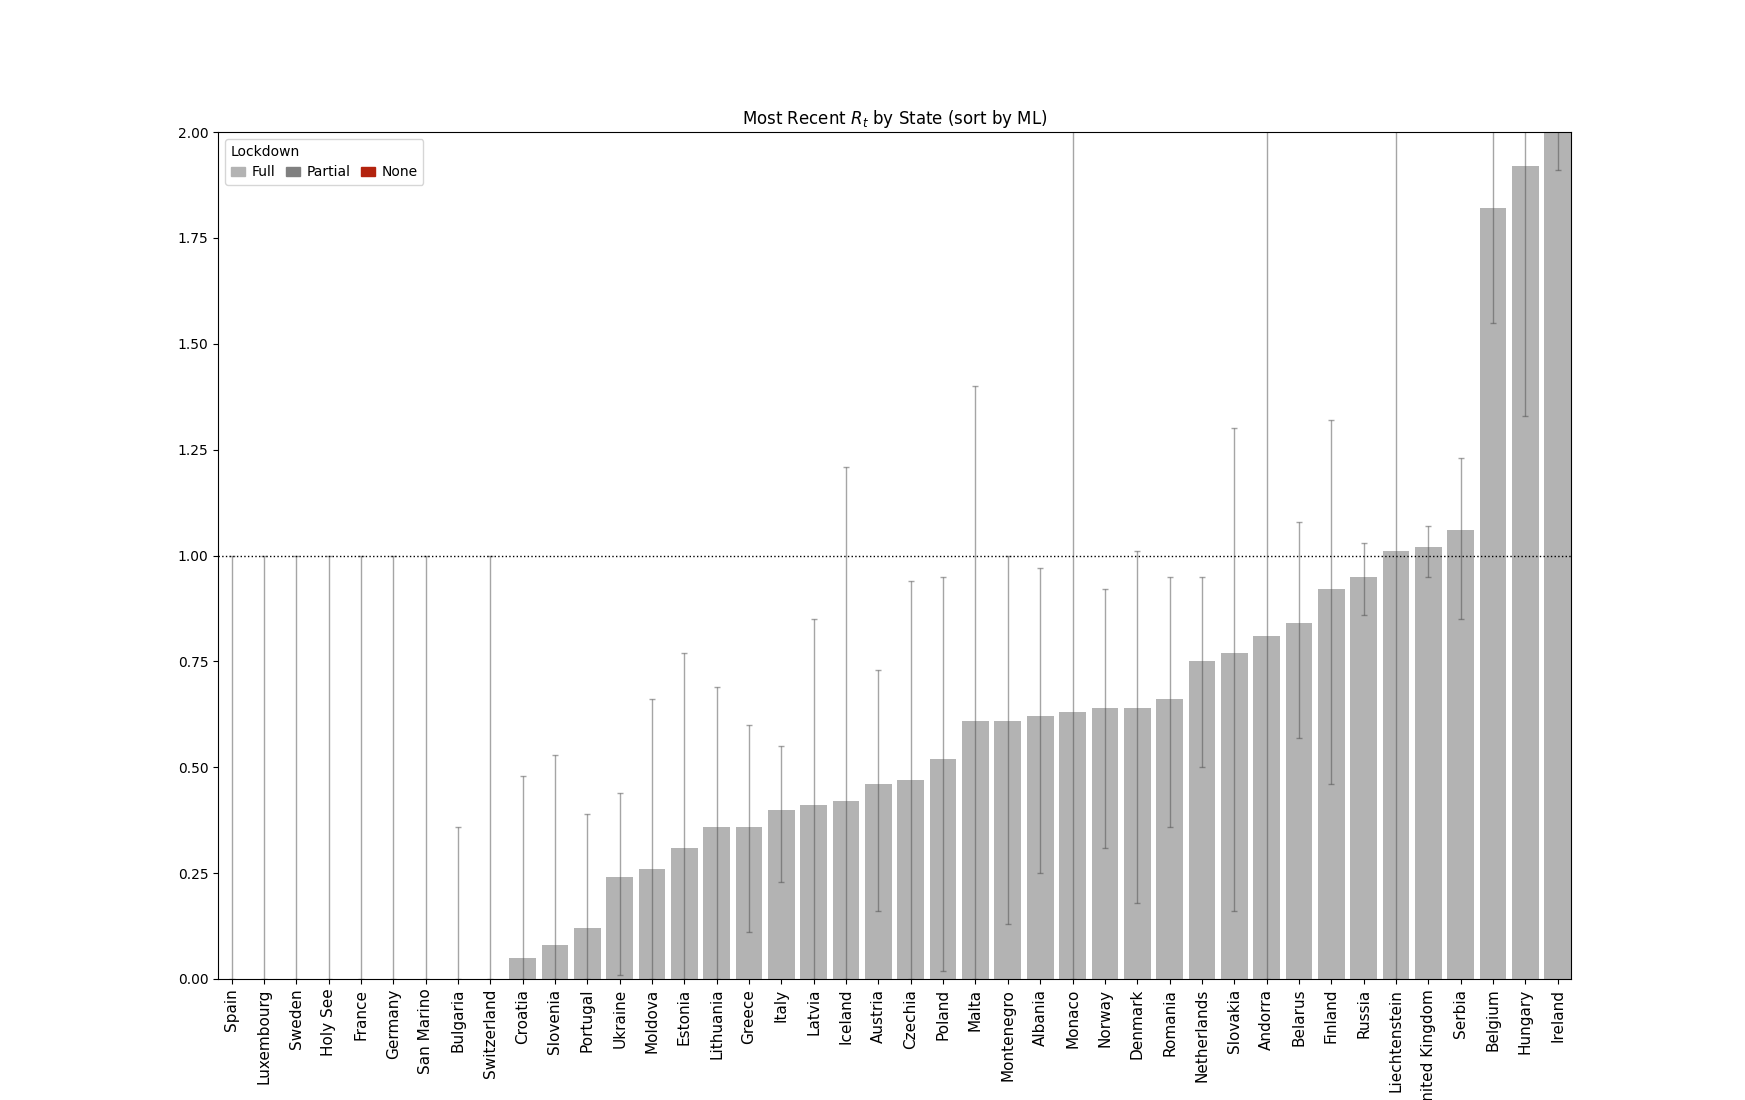 Most Recent Rt by State (sort by ML)
Lockdown
Full Partial None
2.00
1.75
1.50
1.25
1.00
0.75
0.50
0.25
0.00
Spain
Luxembourg
Sweden
Holy See
France
Germany
San Marino
Bulgaria
Switzerland
Croatia
Slovenia
Portugal
Ukraine
Moldova
Estonia
Lithuania
Greece
Italy
Latvia
Iceland
Austria
Czechia
Poland
Malta
Montenegro
Albania
Monaco
Norway
Denmark
Romania
Netherlands
Slovakia
Andorra
Belarus
Finland
Russia
Liechtenstein
nited Kingdom
Serbia
Belgium
Hungary
Ireland